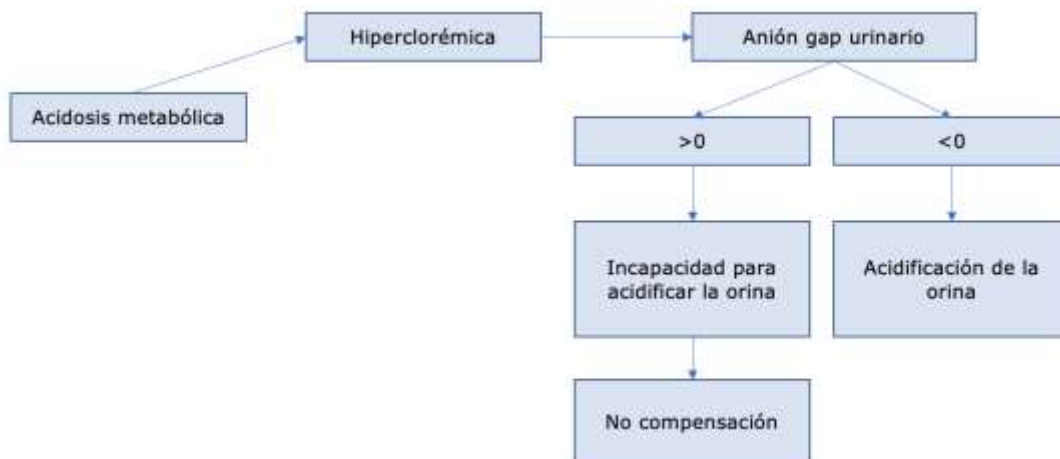 Hiperclorémica
Anión gap urinario
Acidosis metabólica
>0
<0
Incapacidad para
acidificar la orina
Acidificación de la
orina
No compensación